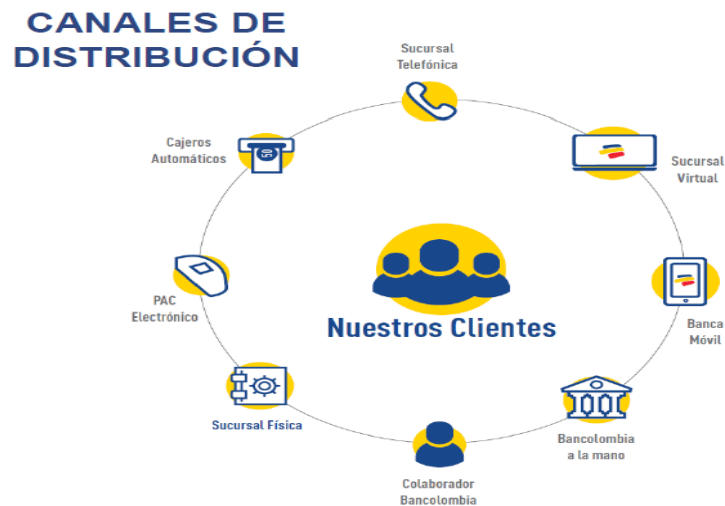 CANALES DE
DISTRIBUCIÓN
Sucursal
Telefónica
Cajeros
Automáticos
50
Sucursal
Virtual
PAC
Electrónico
Nuestros Clientes
Banca
Móvil
Sucursal Física
Bancolombia
a la mano
Colaborador
Bancolombia